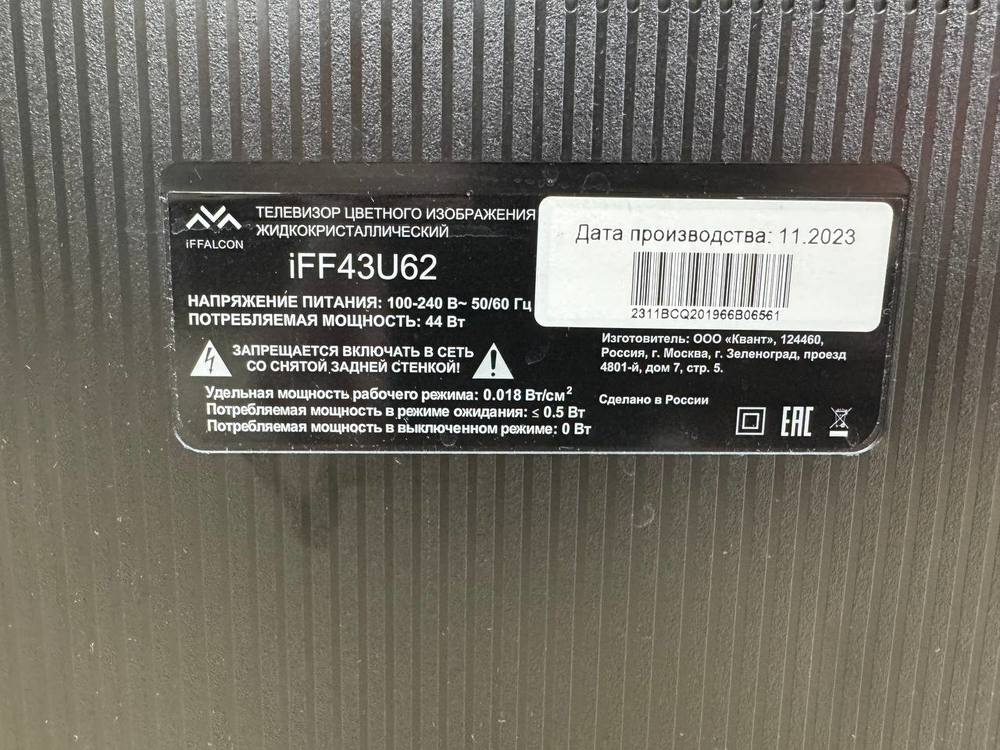 iFFALCON
ТЕЛЕВИЗОР ЦВЕТНОГО ИЗОБРАЖЕНИЯ
ЖИДКОКРИСТАЛЛИЧЕСКИЙ
iFF43U62
НАПРЯЖЕНИЕ ПИТАНИЯ: 100-240 В~ 50/60 Гц
ПОТРЕБЛЯЕМАЯ МОЩНОСТЬ: 44 Вт
ЗАПРЕЩАЕТСЯ ВКЛЮЧАТЬ В СЕТЬ
СО СНЯТОЙ ЗАДНЕЙ СТЕНКОЙ!
Удельная мощность рабочего режима: 0.018 Вт/см²
Потребляемая мощность в режиме ожидания: ≤ 0.5 Вт
Потребляемая мощность в выключенном режиме: 0 Вт
Дата производства: 11.2023
2311BCQ201966B06561
Изготовитель: ООО «Квант», 124460,
Россия, г. Москва, г. Зеленоград, проезд
4801-й, дом 7, стр. 5.
Сделано в России
EAC